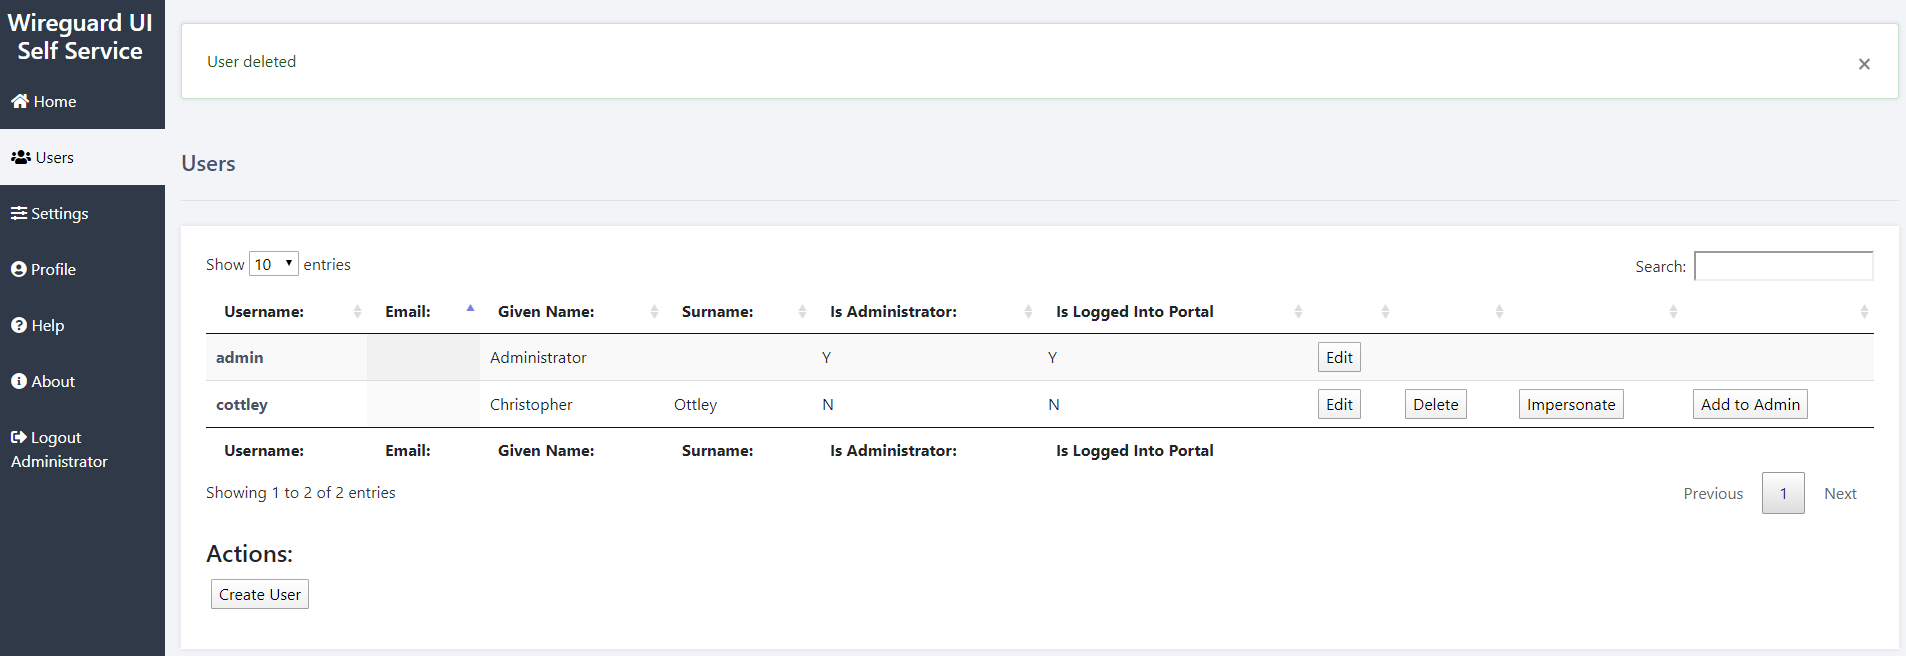 Wireguard UI
Self Service
Home
Users
Settings
Profile
Help
About
Logout
Administrator
User deleted ×
Users
Show 10 entries Search:
Username: Email: Given Name: Surname: Is Administrator: Is Logged Into Portal
admin Administrator Y Y Edit
cottley Christopher Ottley N N Edit Delete Impersonate Add to Admin
Username: Email: Given Name: Surname: Is Administrator: Is Logged Into Portal
Showing 1 to 2 of 2 entries Previous 1 Next
Actions:
Create User